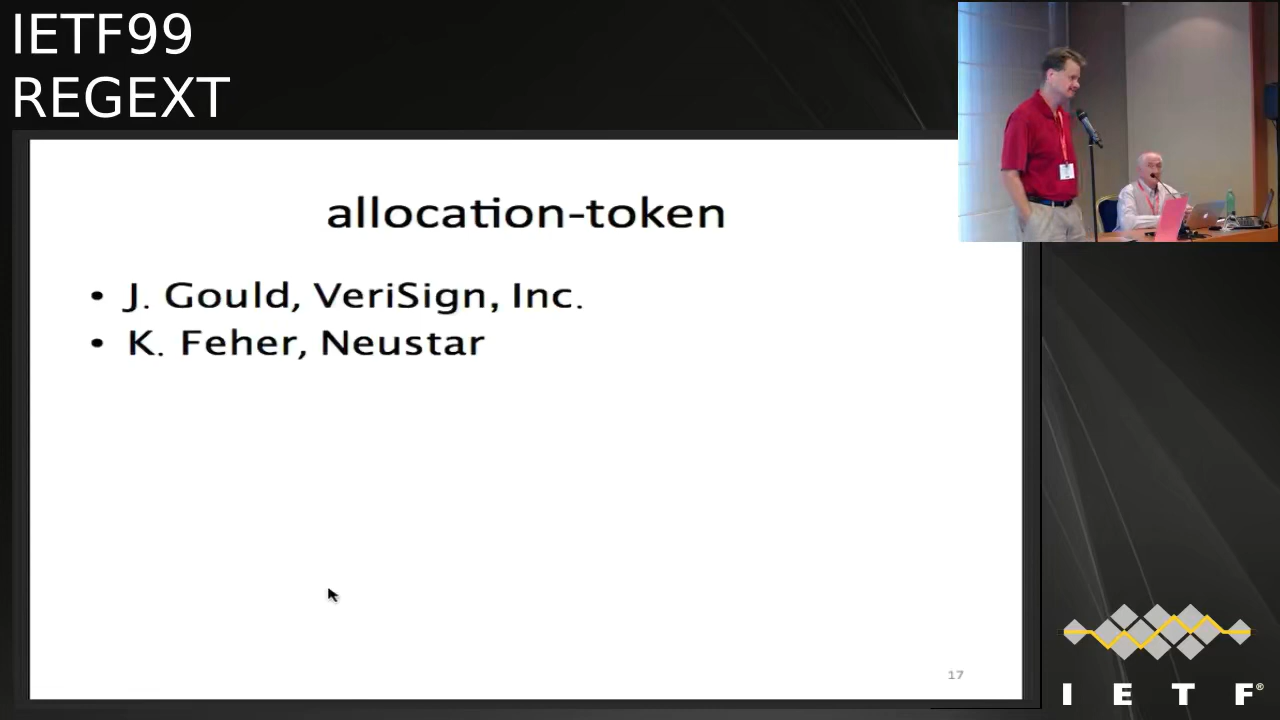 IETF99
REGEXT
allocation-token
• J. Gould, VeriSign, Inc.
• K. Feher, Neustar
17
I E T F®